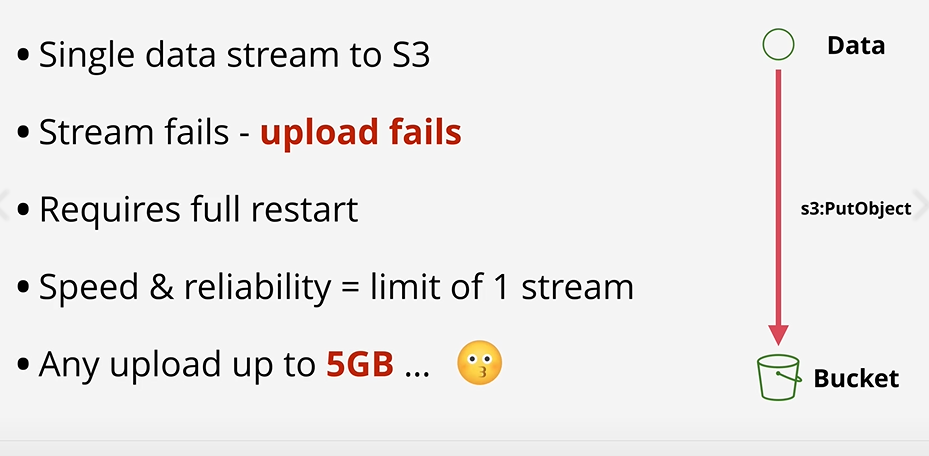 • Single data stream to S3
• Stream fails - upload fails
• Requires full restart
• Speed & reliability = limit of 1 stream
• Any upload up to 5GB ... 😗
Data
s3:PutObject
Bucket